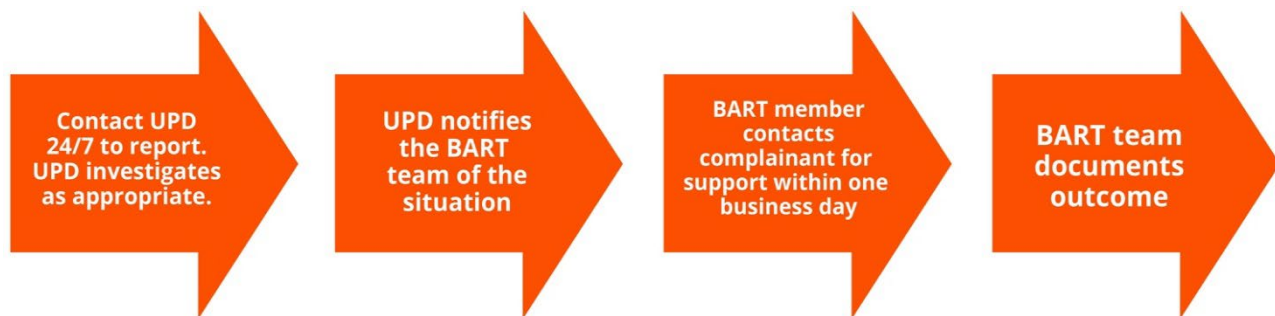 Contact UPD
24/7 to report.
UPD investigates
as appropriate.
UPD notifies
the BART
team of the
situation
BART member
contacts
complainant for
support within one
business day
BART team
documents
outcome